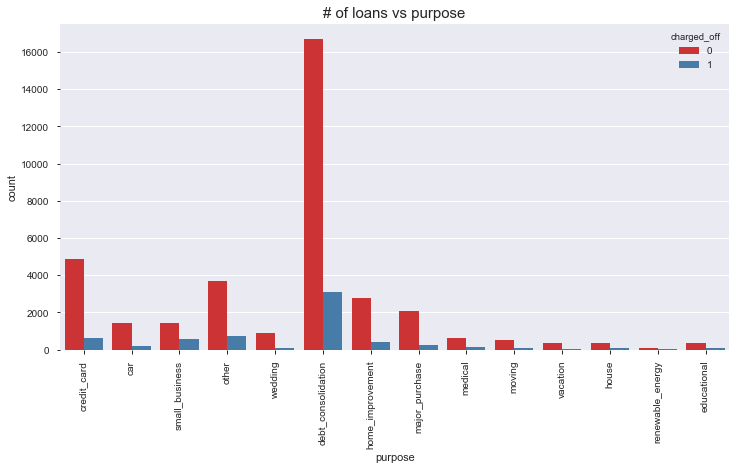 # of loans vs purpose
charged_off
0
1
16000
14000
12000
10000
8000
6000
4000
2000
0
count
credit_card
car
small_business
other
wedding
debt_consolidation
home_improvement
major_purchase
medical
moving
vacation
house
renewable_energy
educational
purpose